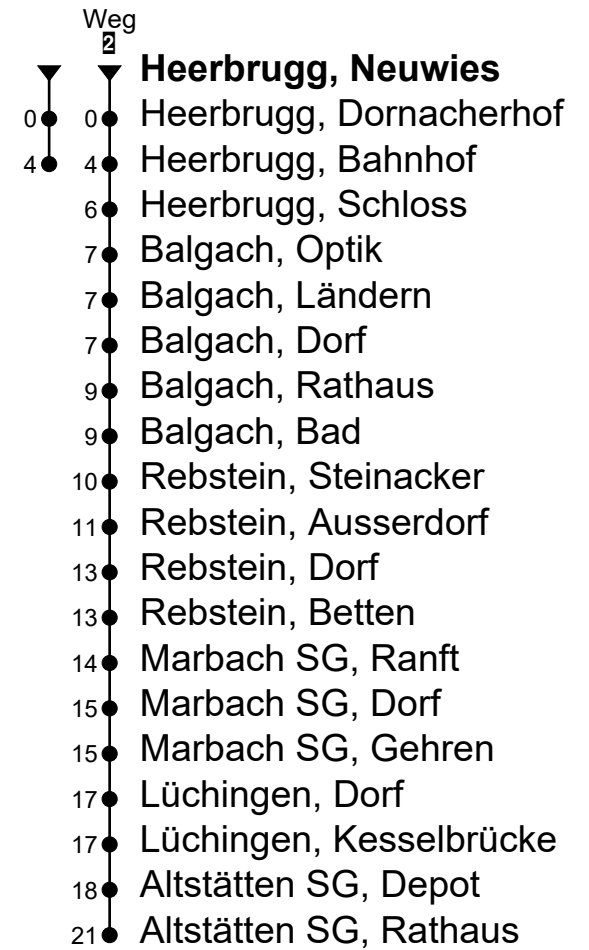 Weg
2
Heerbrugg, Neuwies
0 0 Heerbrugg, Dornacherhof
4 4 Heerbrugg, Bahnhof
6 Heerbrugg, Schloss
7 Balgach, Optik
7 Balgach, Ländern
7 Balgach, Dorf
9 Balgach, Rathaus
9 Balgach, Bad
10 Rebstein, Steinacker
11 Rebstein, Ausserdorf
13 Rebstein, Dorf
13 Rebstein, Betten
14 Marbach SG, Ranft
15 Marbach SG, Dorf
15 Marbach SG, Gehren
17 Lüchingen, Dorf
17 Lüchingen, Kesselbrücke
18 Altstätten SG, Depot
21 Altstätten SG, Rathaus